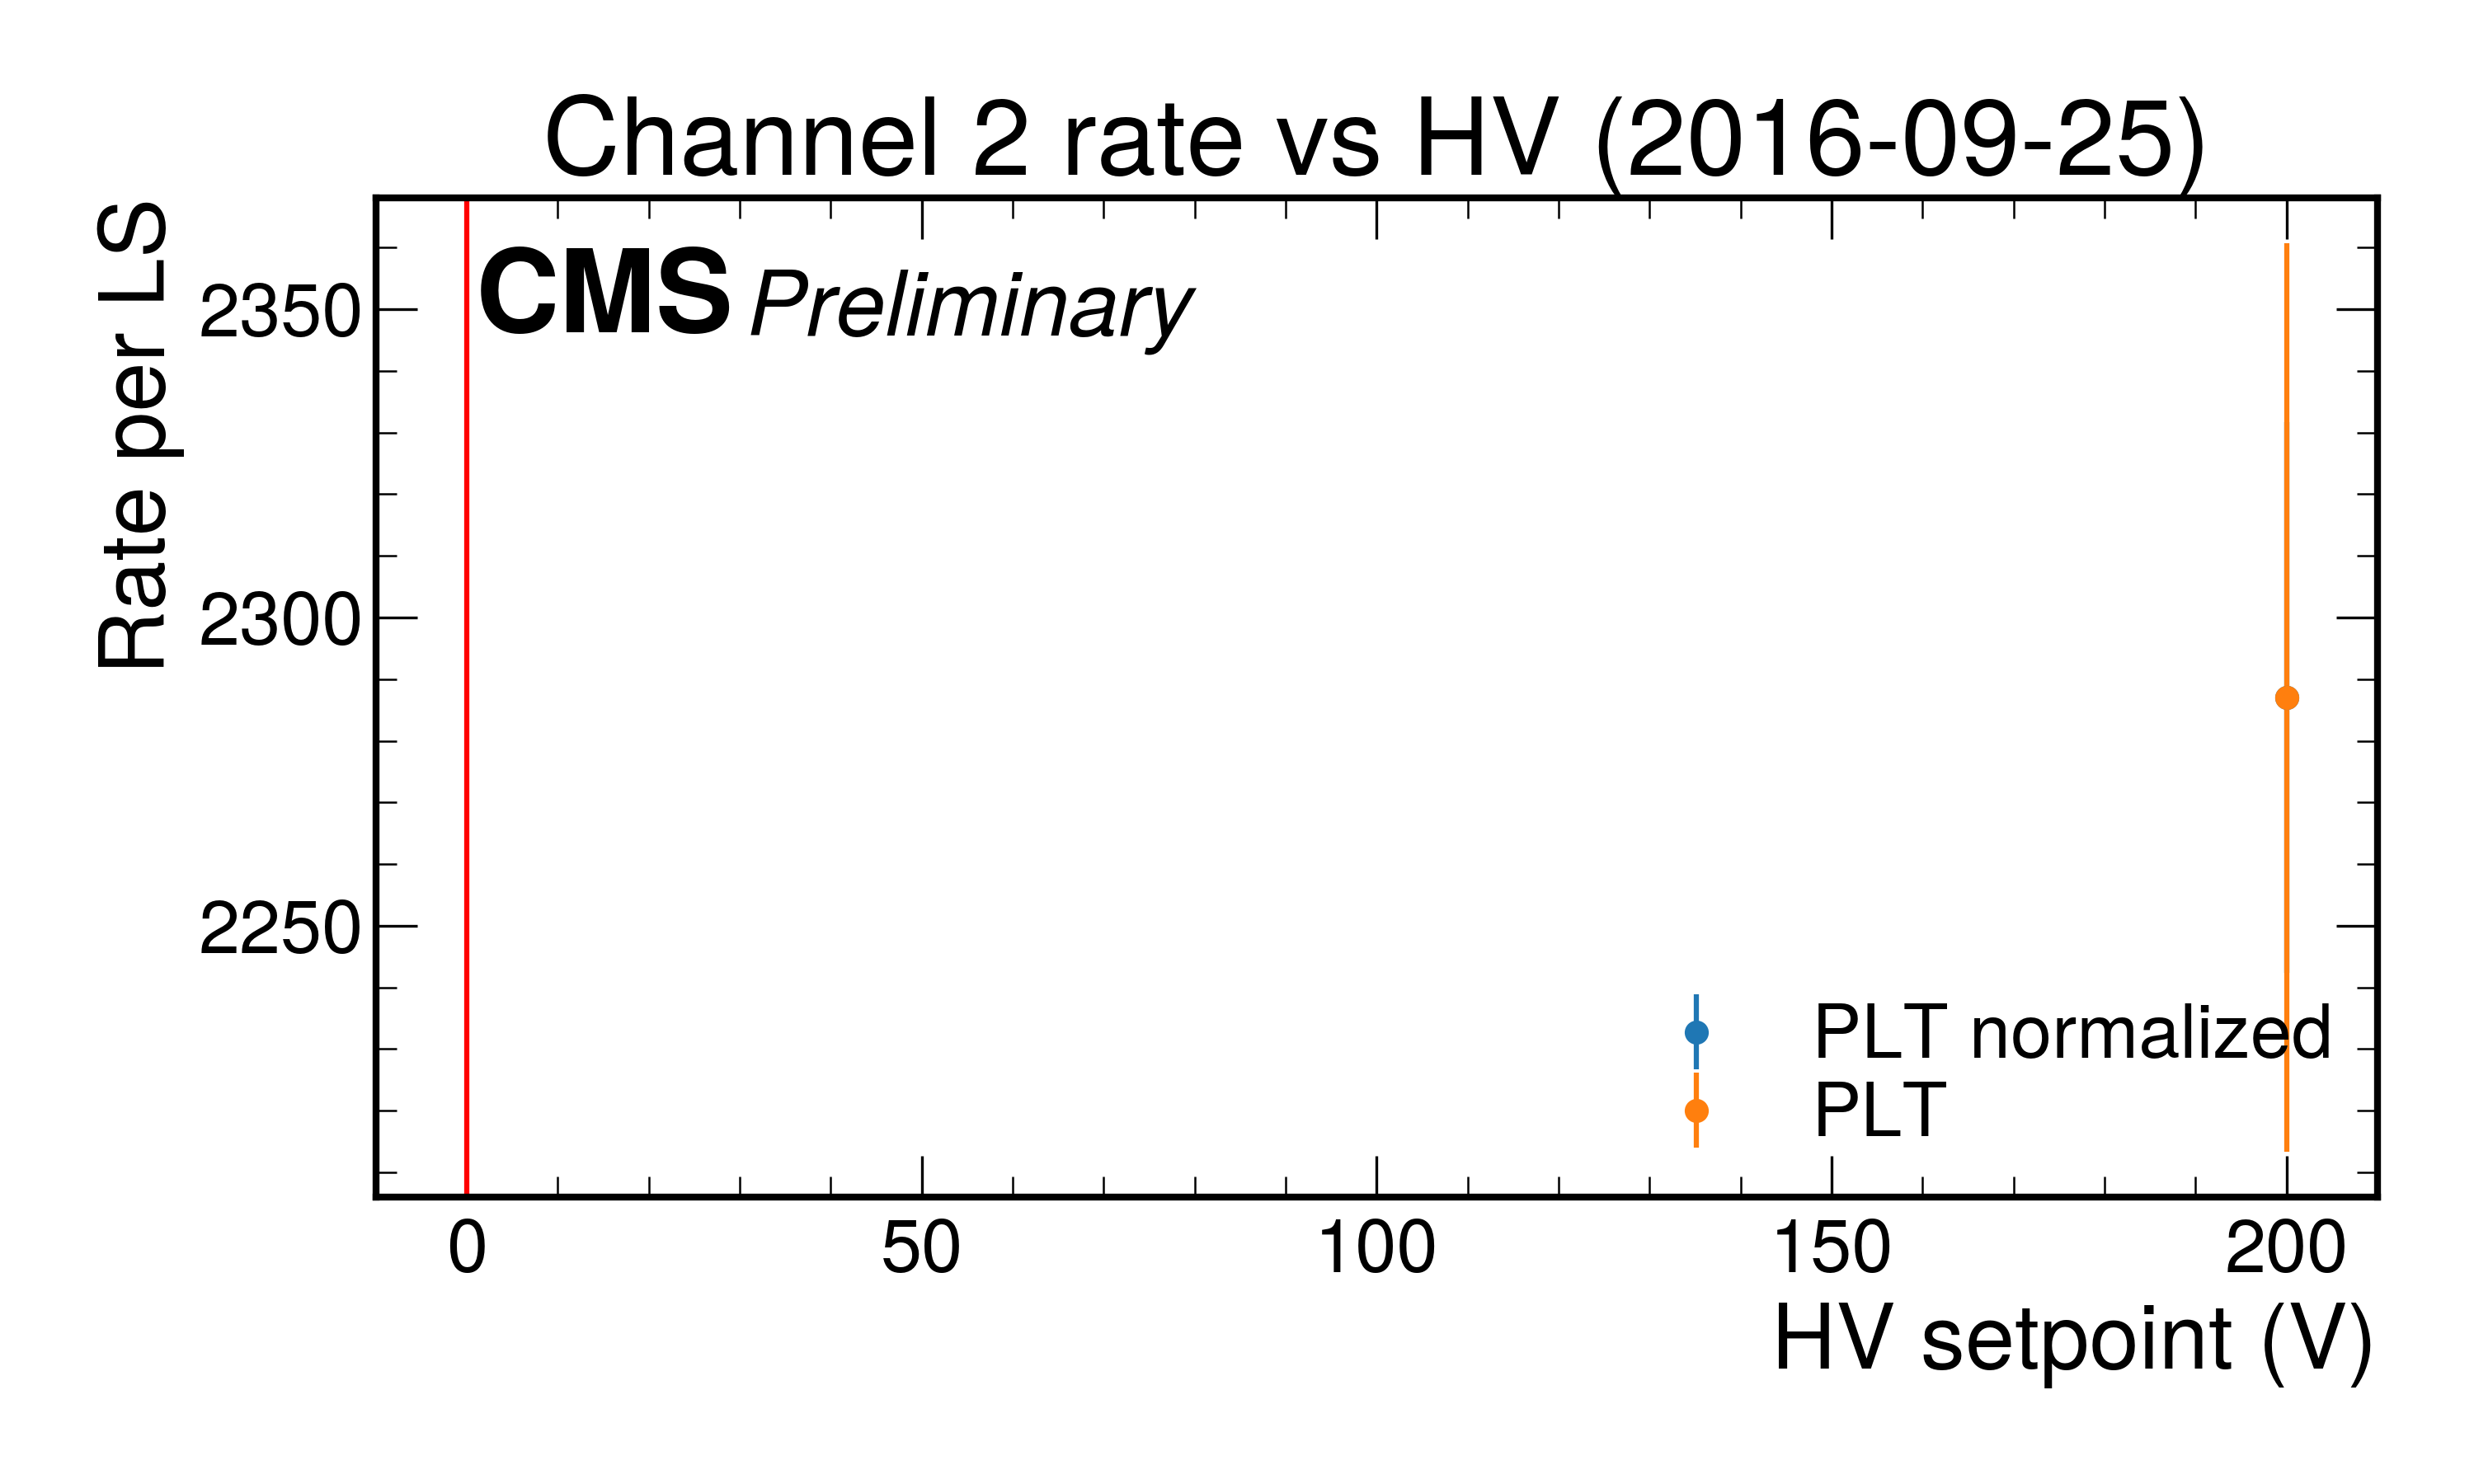 Channel 2 rate vs HV (2016-09-25)
CMS Preliminary
Rate per LS
2350
2300
2250
PLT normalized
PLT
0 50 100 150 200
HV setpoint (V)